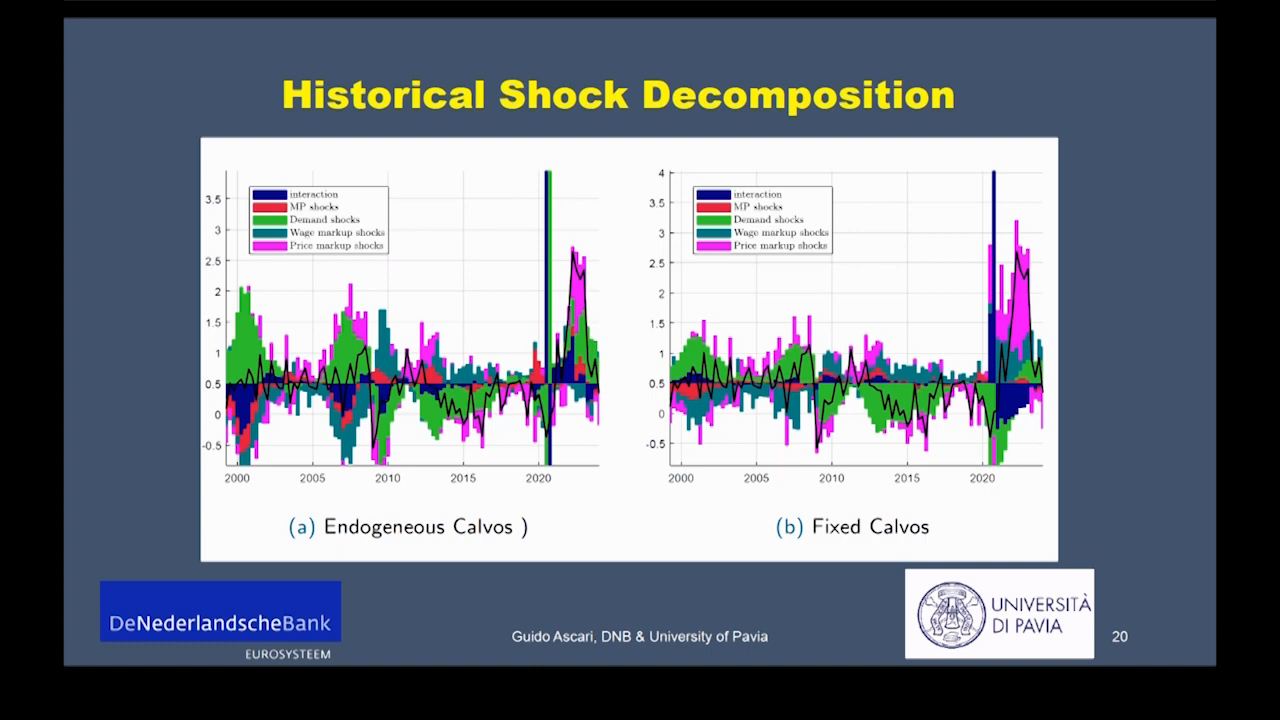 Historical Shock Decomposition
interaction
MP shocks
Demand shocks
Wage markup shocks
Price markup shocks
3.5
3
2.5
2
1.5
1
0.5
0
-0.5
2000 2005 2010 2015 2020
(a) Endogeneous Calvos )
interaction
MP shocks
Demand shocks
Wage markup shocks
Price markup shocks
4
3.5
3
2.5
2
1.5
1
0.5
0
-0.5
2000 2005 2010 2015 2020
(b) Fixed Calvos
DeNederlandscheBank
EUROSYSTEEM
Guido Ascari, DNB & University of Pavia
UNIVERSITÀ
DI PAVIA
20